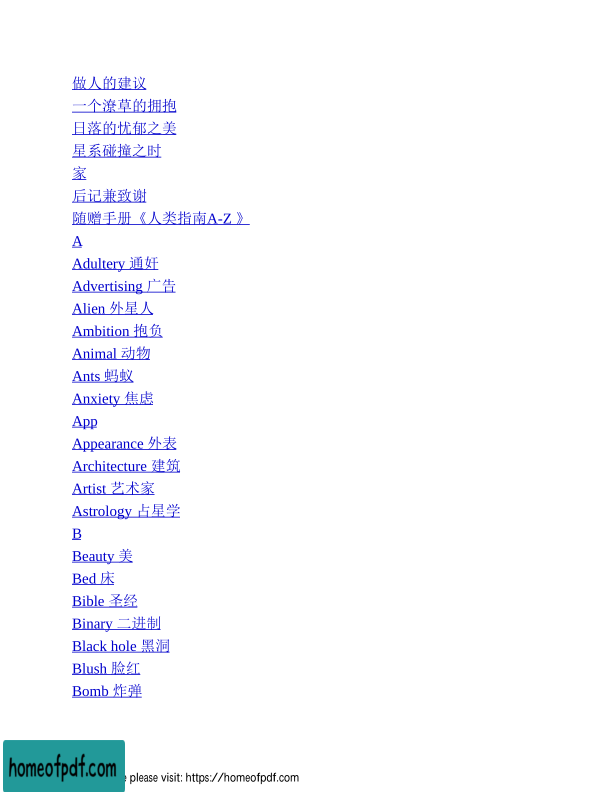 做人的建议
一个潦草的拥抱
日落的忧郁之美
星系碰撞之时
家
后记兼致谢
随赠手册《人类指南A-Z 》
A
Adultery 通奸
Advertising 广告
Alien 外星人
Ambition 抱负
Animal 动物
Ants 蚂蚁
Anxiety 焦虑
App
Appearance 外表
Architecture 建筑
Artist 艺术家
Astrology 占星学
B
Beauty 美
Bed 床
Bible 圣经
Binary 二进制
Black hole 黑洞
Blush 脸红
Bomb 炸弹
homeofpdf.com
please visit: https://homeofpdf.com